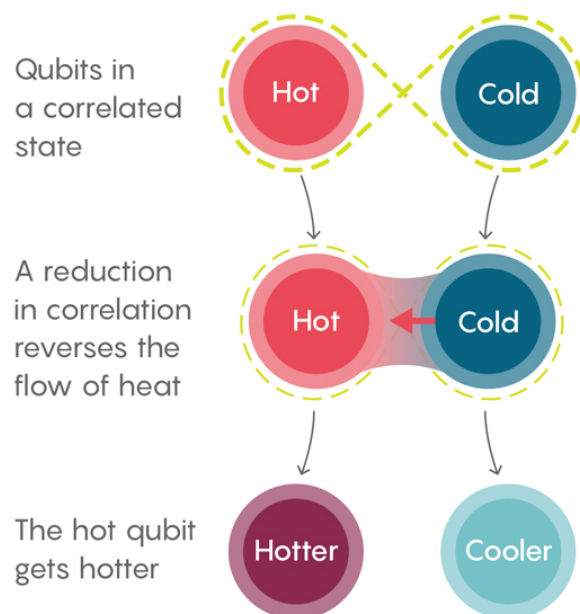 Qubits in
a correlated
state
Hot
Cold
A reduction
in correlation
reverses the
flow of heat
Hot
Cold
The hot qubit
gets hotter
Hotter
Cooler